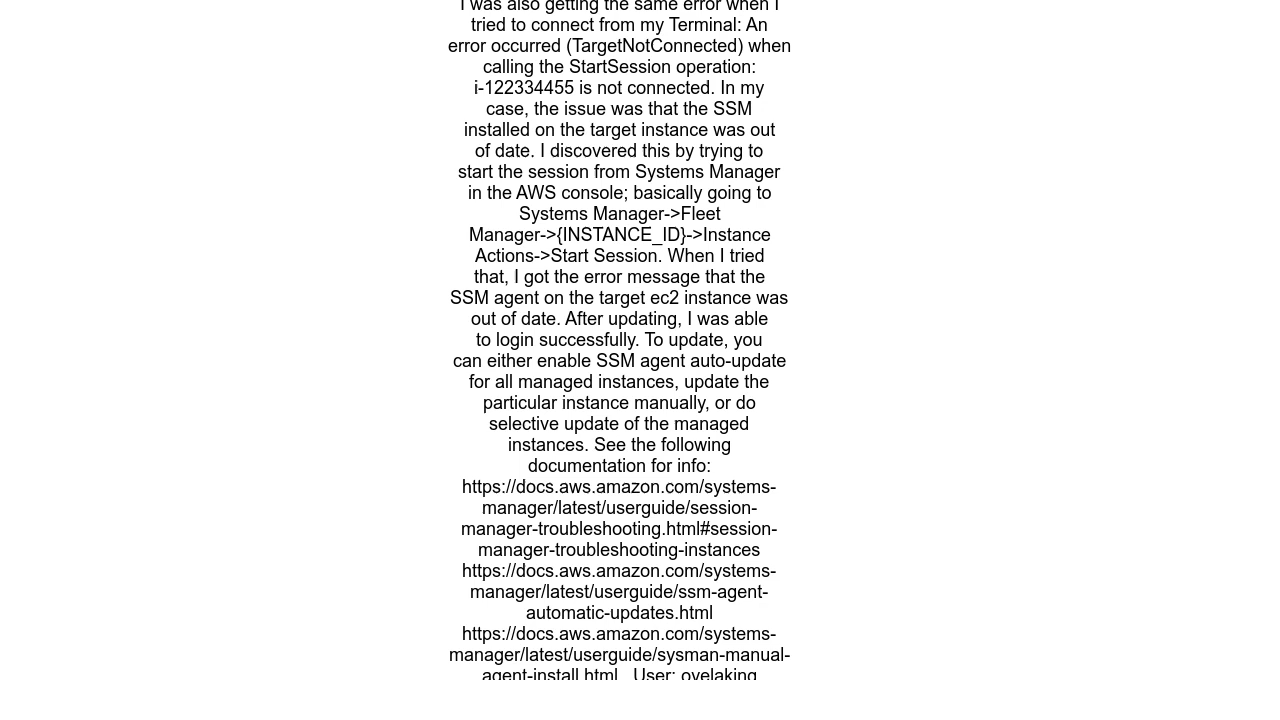 I was also getting the same error when I
tried to connect from my Terminal: An
error occurred (TargetNotConnected) when
calling the StartSession operation:
i-122334455 is not connected. In my
case, the issue was that the SSM
installed on the target instance was out
of date. I discovered this by trying to
start the session from Systems Manager
in the AWS console; basically going to
Systems Manager->Fleet
Manager->{INSTANCE_ID}->Instance
Actions->Start Session. When I tried
that, I got the error message that the
SSM agent on the target ec2 instance was
out of date. After updating, I was able
to login successfully. To update, you
can either enable SSM agent auto-update
for all managed instances, update the
particular instance manually, or do
selective update of the managed
instances. See the following
documentation for info:
https://docs.aws.amazon.com/systems-
manager/latest/userguide/session-
manager-troubleshooting.html#session-
manager-troubleshooting-instances
https://docs.aws.amazon.com/systems-
manager/latest/userguide/ssm-agent-
automatic-updates.html
https://docs.aws.amazon.com/systems-
manager/latest/userguide/sysman-manual-
agent-install.html - User: oyelaking